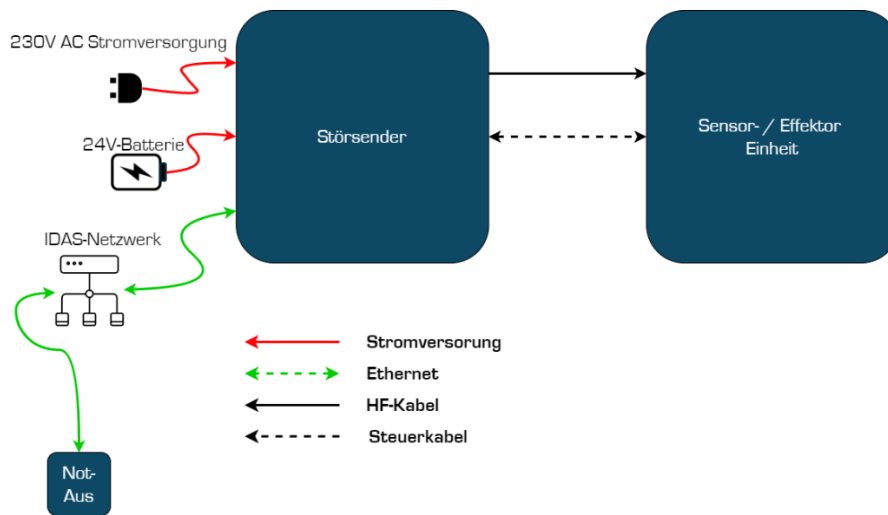 230V AC Stromversorgung
24V-Batterie
IDAS-Netzwerk
Störsender
Sensor- / Effektor
Einheit
Stromversorung
Ethernet
HF-Kabel
Steuerkabel
Not-
Aus